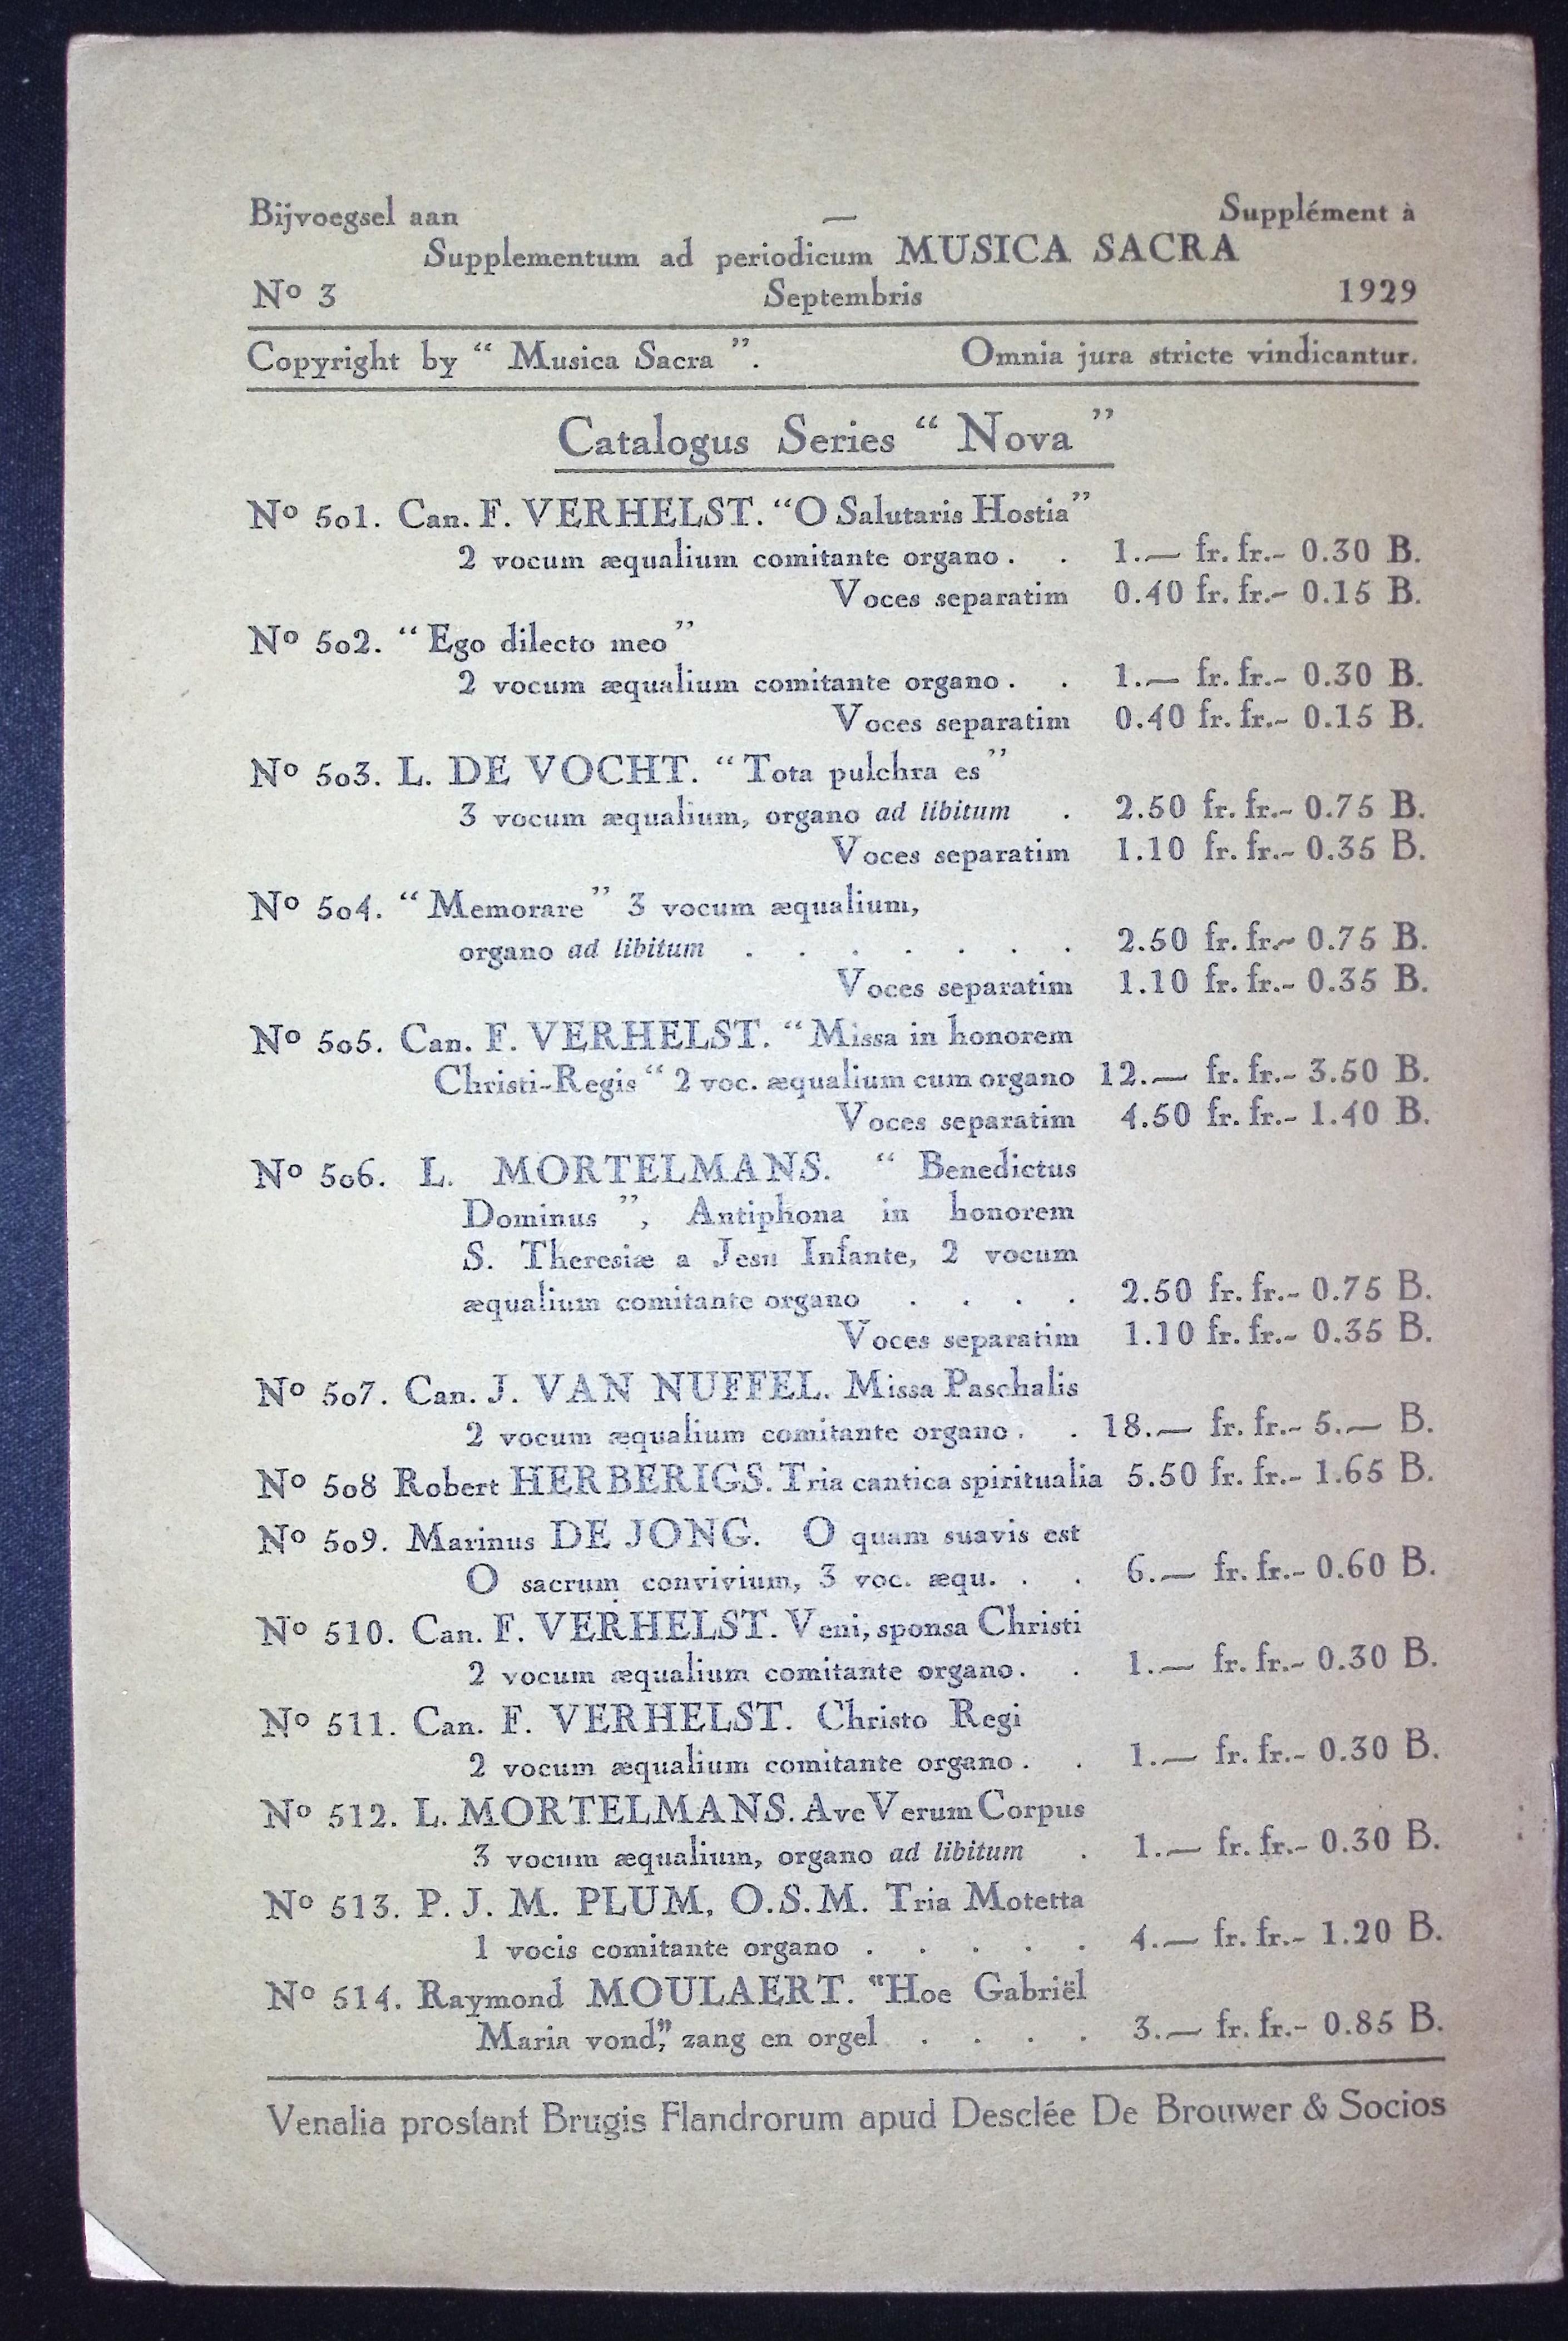 Bijvoegsel aan — Supplément à
Supplementum ad periodicum MUSICA SACRA
Nº 3 Septembris 1929
Copyright by “ Musica Sacra ”. Omnia jura stricte vindicantur.
Catalogus Series “ Nova ”
Nº 501. Can. F. VERHELST. “O Salutaris Hostia”
2 vocum æqualium comitante organo . . 1.— fr. fr.- 0.30 B.
Voces separatim 0.40 fr. fr.- 0.15 B.
Nº 502. “ Ego dilecto meo ”
2 vocum æqualium comitante organo . . 1.— fr. fr.- 0.30 B.
Voces separatim 0.40 fr. fr.- 0.15 B.
Nº 503. L. DE VOCHT. “ Tota pulchra es ”
3 vocum æqualium, organo ad libitum . 2.50 fr. fr.- 0.75 B.
Voces separatim 1.10 fr. fr.- 0.35 B.
Nº 504. “ Memorare ” 3 vocum æqualium,
organo ad libitum . . . . . . . 2.50 fr. fr.- 0.75 B.
Voces separatim 1.10 fr. fr.- 0.35 B.
Nº 505. Can. F. VERHELST. “ Missa in honorem
Christi-Regis “ 2 voc. æqualium cum organo 12.— fr. fr.- 3.50 B.
Voces separatim 4.50 fr. fr.- 1.40 B.
Nº 506. L. MORTELMANS. “ Benedictus
Dominus ”, Antiphona in honorem
S. Theresiæ a Jesu Infante, 2 vocum
æqualium comitante organo . . . . 2.50 fr. fr.- 0.75 B.
Voces separatim 1.10 fr. fr.- 0.35 B.
Nº 507. Can. J. VAN NUFFEL. Missa Paschalis
2 vocum æqualium comitante organo . . 18.— fr. fr.- 5.— B.
Nº 508 Robert HERBERIGS. Tria cantica spiritualia 5.50 fr. fr.- 1.65 B.
Nº 509. Marinus DE JONG. O quam suavis est
O sacrum convivium, 3 voc. æqu. . . 6.— fr. fr.- 0.60 B.
Nº 510. Can. F. VERHELST. Veni, sponsa Christi
2 vocum æqualium comitante organo . . 1.— fr. fr.- 0.30 B.
Nº 511. Can. F. VERHELST. Christo Regi
2 vocum æqualium comitante organo . . 1.— fr. fr.- 0.30 B.
Nº 512. L. MORTELMANS. Ave Verum Corpus
3 vocum æqualium, organo ad libitum . 1.— fr. fr.- 0.30 B.
Nº 513. P. J. M. PLUM, O.S.M. Tria Motetta
1 vocis comitante organo . . . . . 4.— fr. fr.- 1.20 B.
Nº 514. Raymond MOULAERT. "Hoe Gabriël
Maria vond", zang en orgel . . . . 3.— fr. fr.- 0.85 B.
Venalia prostant Brugis Flandrorum apud Desclée De Brouwer & Socios